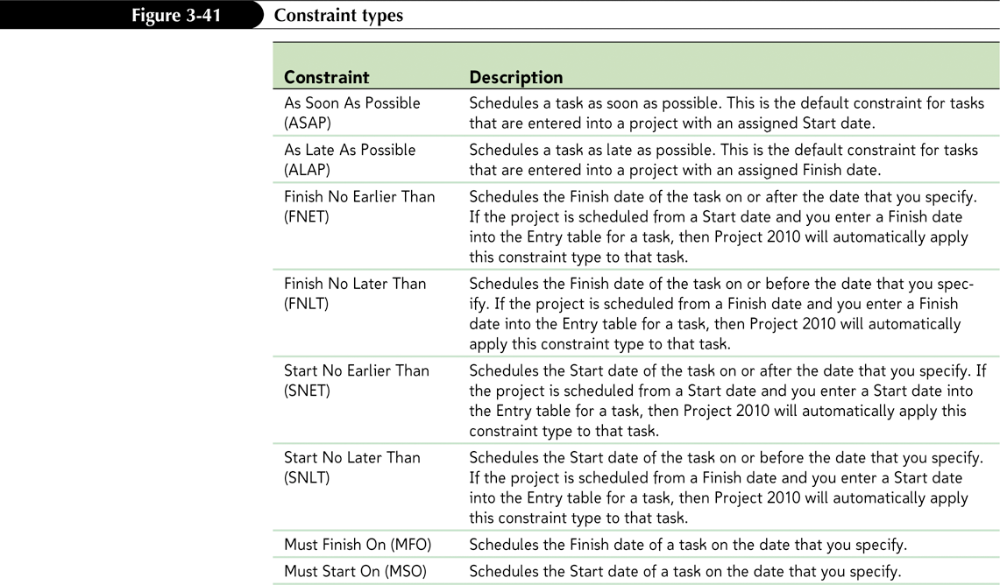 Figure 3-41 Constraint types
Constraint Description
As Soon As Possible
(ASAP)
Schedules a task as soon as possible. This is the default constraint for tasks
that are entered into a project with an assigned Start date.
As Late As Possible
(ALAP)
Schedules a task as late as possible. This is the default constraint for tasks
that are entered into a project with an assigned Finish date.
Finish No Earlier Than
(FNET)
Schedules the Finish date of the task on or after the date that you specify.
If the project is scheduled from a Start date and you enter a Finish date
into the Entry table for a task, then Project 2010 will automatically apply
this constraint type to that task.
Finish No Later Than
(FNLT)
Schedules the Finish date of the task on or before the date that you spec-
ify. If the project is scheduled from a Finish date and you enter a Finish
date into the Entry table for a task, then Project 2010 will automatically
apply this constraint type to that task.
Start No Earlier Than
(SNET)
Schedules the Start date of the task on or after the date that you specify. If
the project is scheduled from a Start date and you enter a Start date into
the Entry table for a task, then Project 2010 will automatically apply this
constraint type to that task.
Start No Later Than
(SNLT)
Schedules the Start date of the task on or before the date that you specify.
If the project is scheduled from a Finish date and you enter a Start date
into the Entry table for a task, then Project 2010 will automatically apply
this constraint type to that task.
Must Finish On (MFO) Schedules the Finish date of a task on the date that you specify.
Must Start On (MSO) Schedules the Start date of a task on the date that you specify.